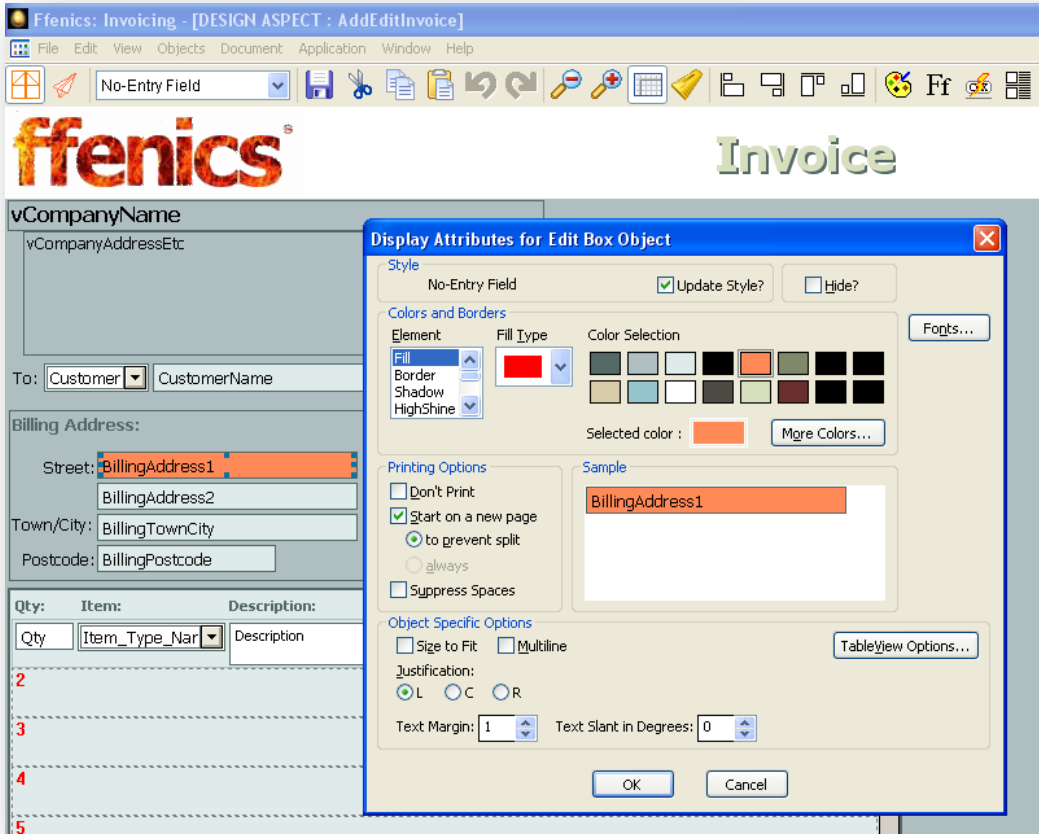 Ffenics: Invoicing - [DESIGN ASPECT : AddEditInvoice]
File Edit View Objects Document Application Window Help
No-Entry Field
Ff
ffenics s
Invoice
vCompanyName
vCompanyAddressEtc
To: Customer CustomerName
Billing Address:
Street: BillingAddress1
BillingAddress2
Town/City: BillingTownCity
Postcode: BillingPostcode
Qty: Item: Description:
Qty Item_Type_Nar Description
2
3
4
5
Display Attributes for Edit Box Object
Style
No-Entry Field Update Style? Hide?
Colors and Borders
Element Fill Type Color Selection Fonts...
Fill
Border
Shadow
HighShine
Selected color : More Colors...
Printing Options
Don't Print
Start on a new page
to prevent split
always
Suppress Spaces
Sample
BillingAddress1
Object Specific Options
Size to Fit Multiline TableView Options...
Justification:
L C R
Text Margin: 1 Text Slant in Degrees: 0
OK Cancel